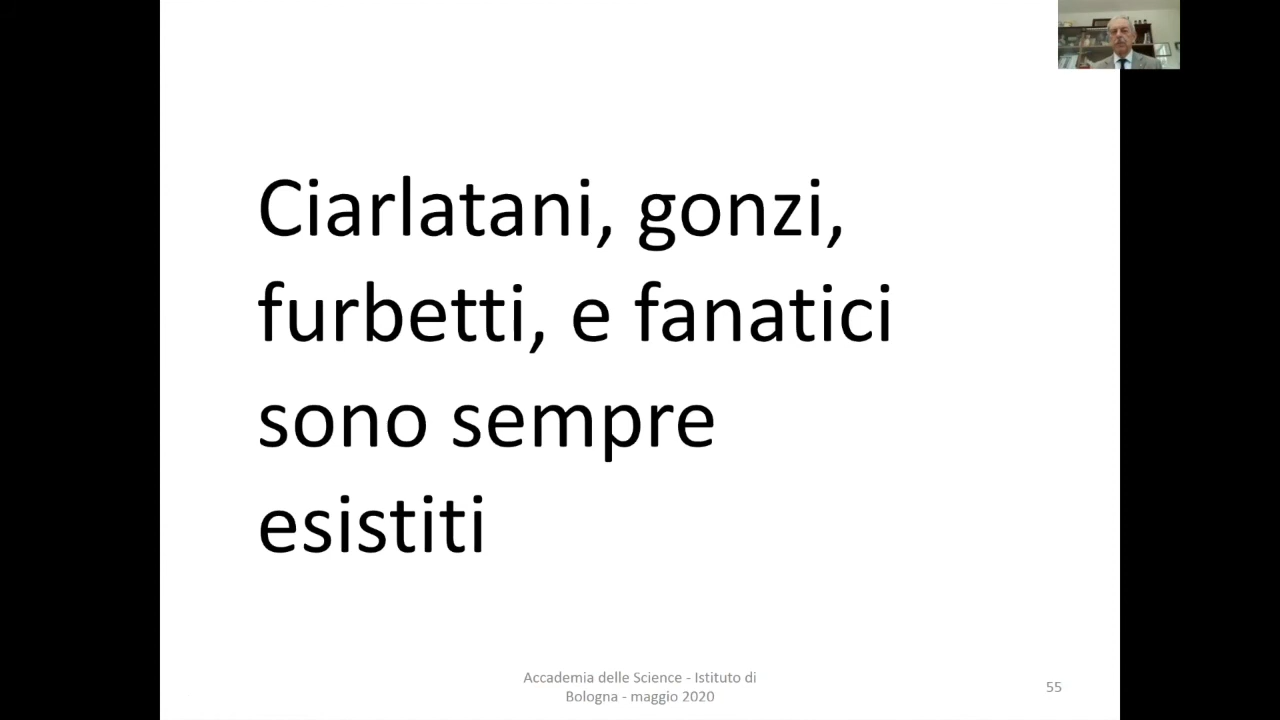 Ciarlatani, gonzi,
furbetti, e fanatici
sono sempre
esistiti
Accademia delle Science - Istituto di
Bologna - maggio 2020
55